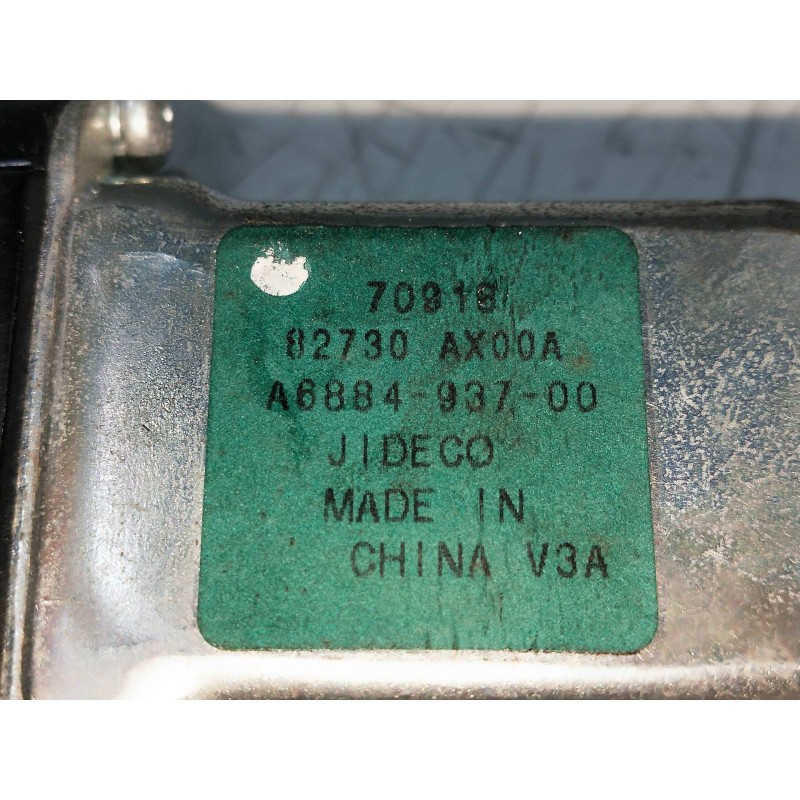 70918
82730 AX00A
A6884-937-00
JIDECO
MADE IN
CHINA V3A